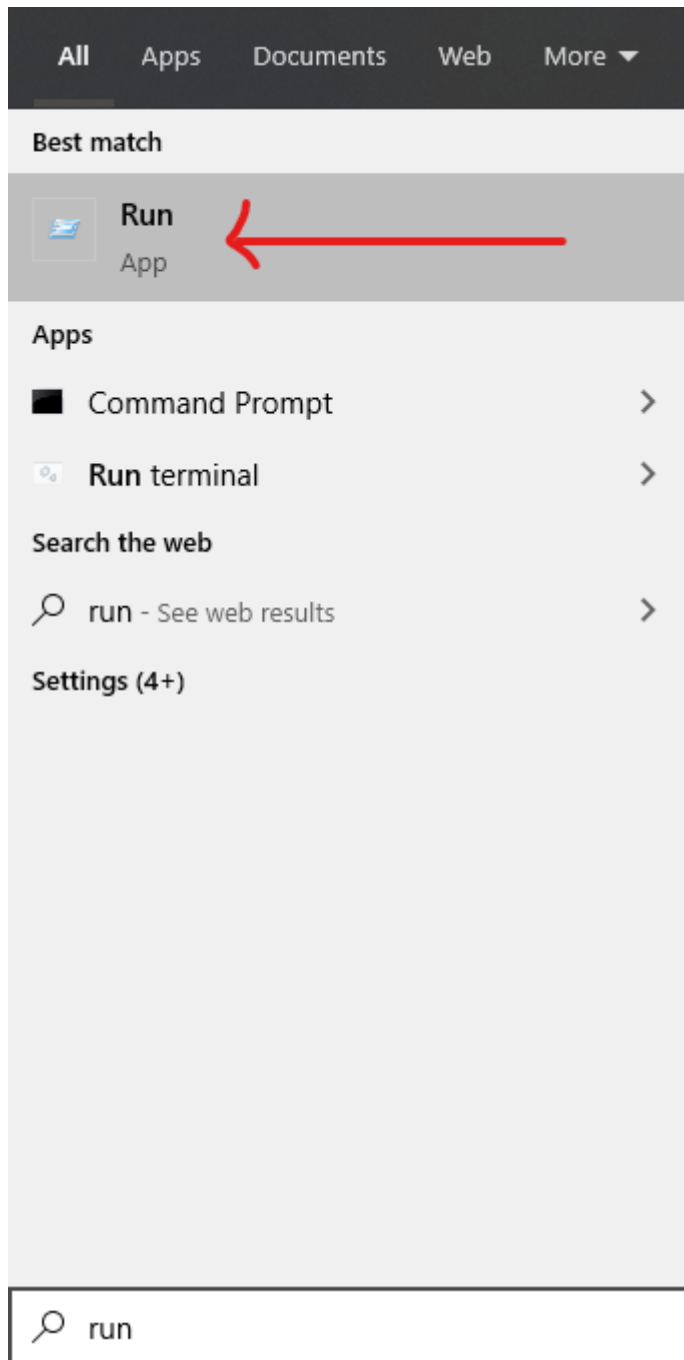 All Apps Documents Web More
Best match
Run
App
Apps
Command Prompt
Run terminal
Search the web
run - See web results
Settings (4+)
run